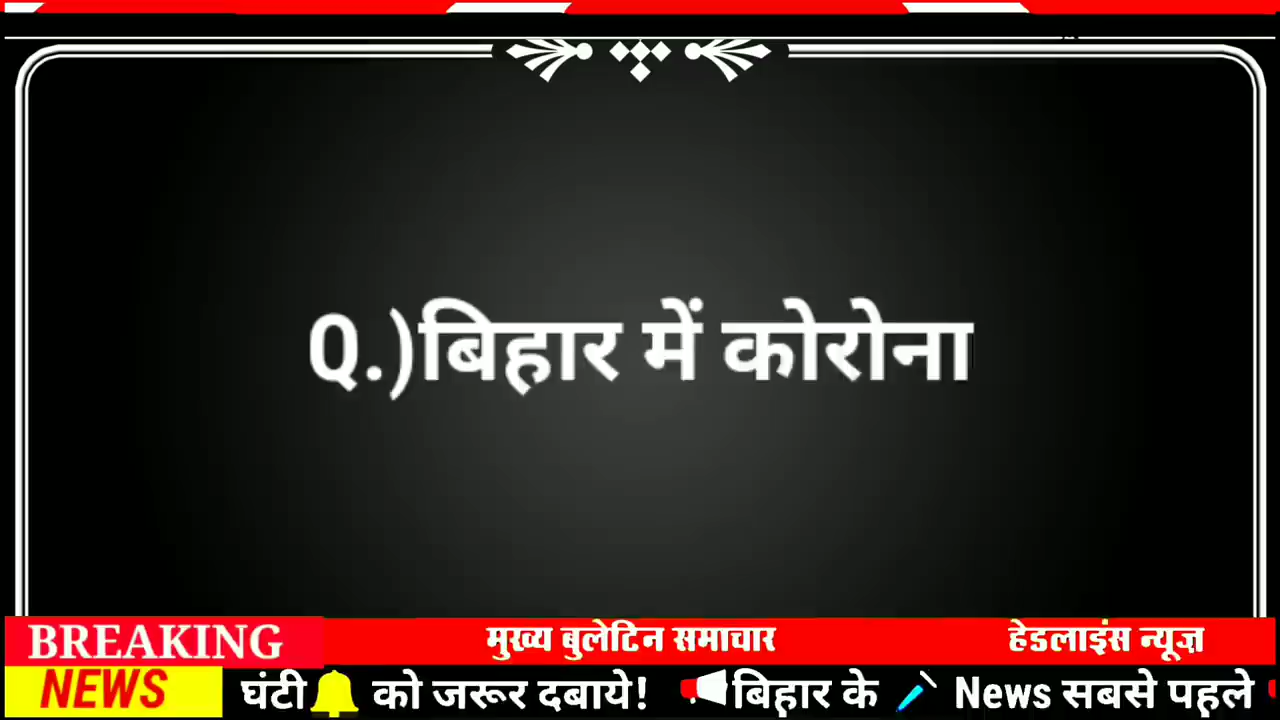 Q.)बिहार में कोरोना
BREAKING
NEWS
मुख्य बुलेटिन समाचार
हेडलाइंस न्यूज़
घंटी🔔 को जरूर दबाये! 📢बिहार के 🎤 News सबसे पहले